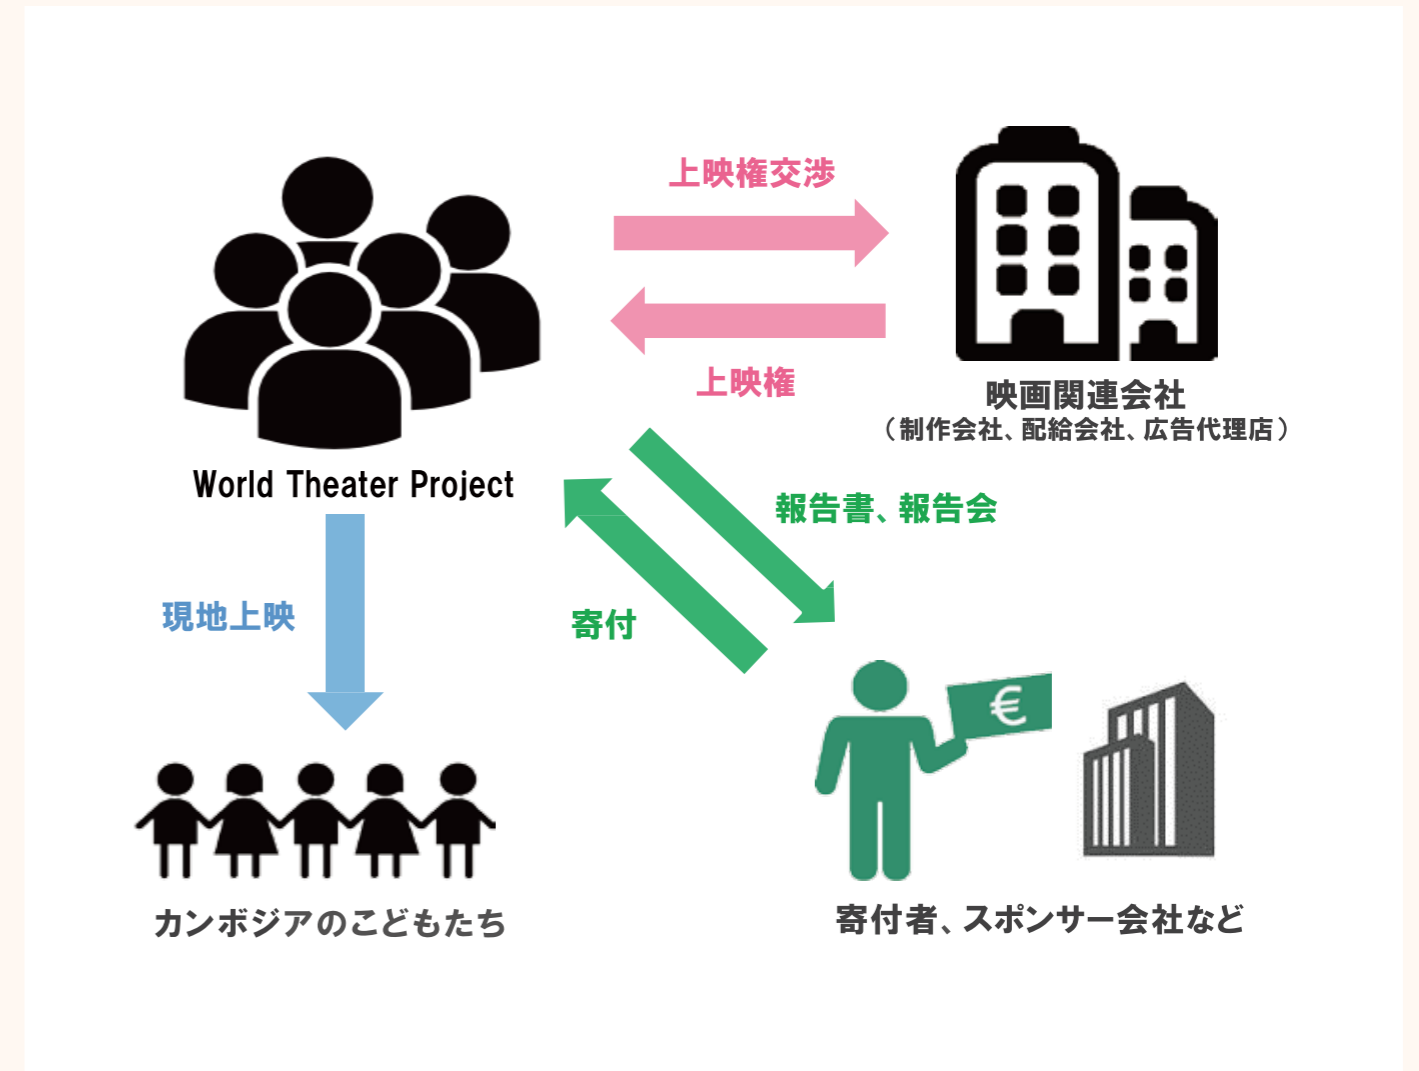 上映権交渉
上映権
映画関連会社
（制作会社、配給会社、広告代理店）
World Theater Project
報告書、報告会
寄付
現地上映
€
カンボジアのこどもたち
寄付者、スポンサー会社など